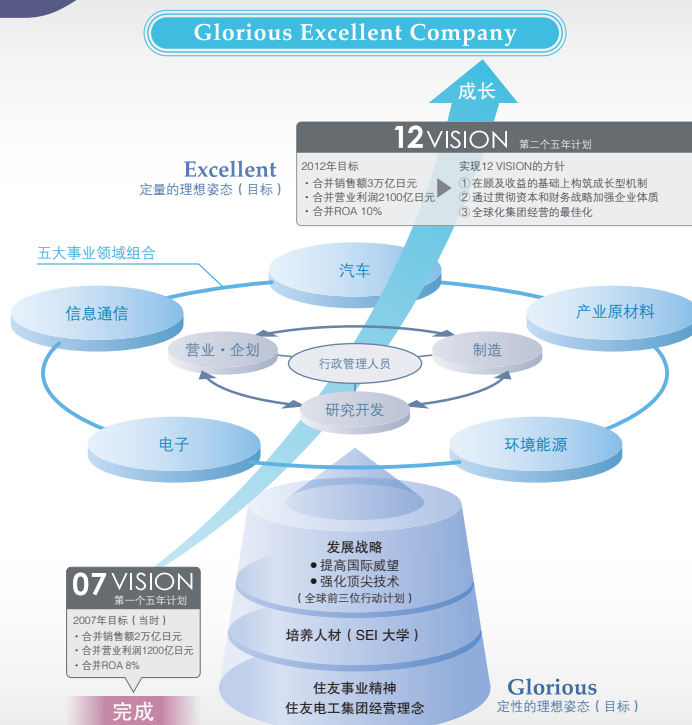 Glorious Excellent Company
成长
12 VISION 第二个五年计划
2012年目标
・合并销售额3万亿日元
・合并营业利润2100亿日元
・合并ROA 10%
实现12 VISION的方针
① 在顾及收益的基础上构筑成长型机制
② 通过贯彻资本和财务战略加强企业体质
③ 全球化集团经营的最佳化
Excellent
定量的理想姿态（目标）
五大事业领域组合
汽车
信息通信
产业原材料
营业・企划
行政管理人员
制造
研究开发
电子
环境能源
发展战略
●提高国际威望
●强化顶尖技术
（全球前三位行动计划）
培养人材（SEI 大学）
住友事业精神
住友电工集团经营理念
07 VISION
第一个五年计划
2007年目标（当时）
・合并销售额2万亿日元
・合并营业利润1200亿日元
・合并ROA 8%
完成
Glorious
定性的理想姿态（目标）